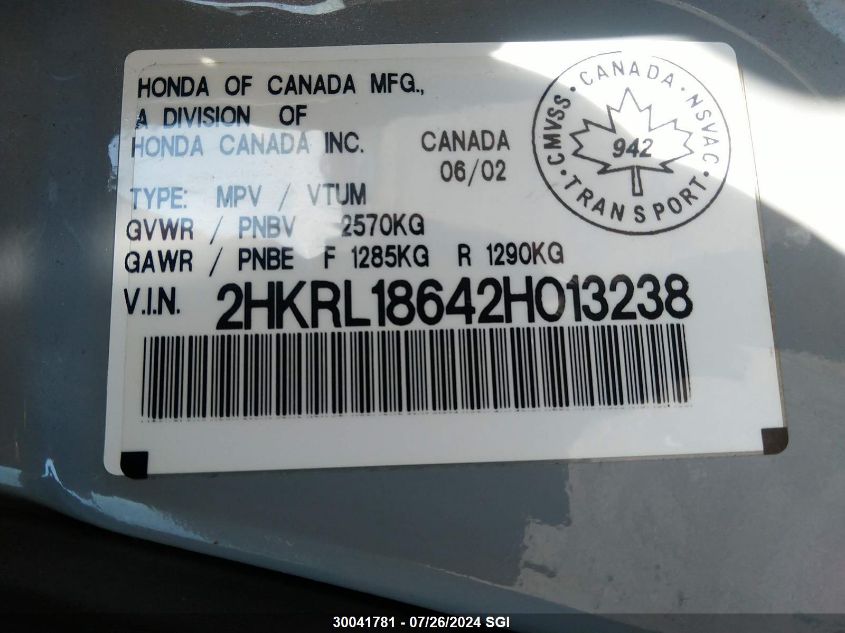 HONDA OF CANADA MFG.,
A DIVISION OF
HONDA CANADA INC.
CANADA
06/02
CANADA · NSVAC · TRANSPORT · CMVSS ·
942
TYPE: MPV / VTUM
GVWR / PNBV 2570KG
GAWR / PNBE F 1285KG R 1290KG
V.I.N. 2HKRL18642H013238
30041781 - 07/26/2024 SGI